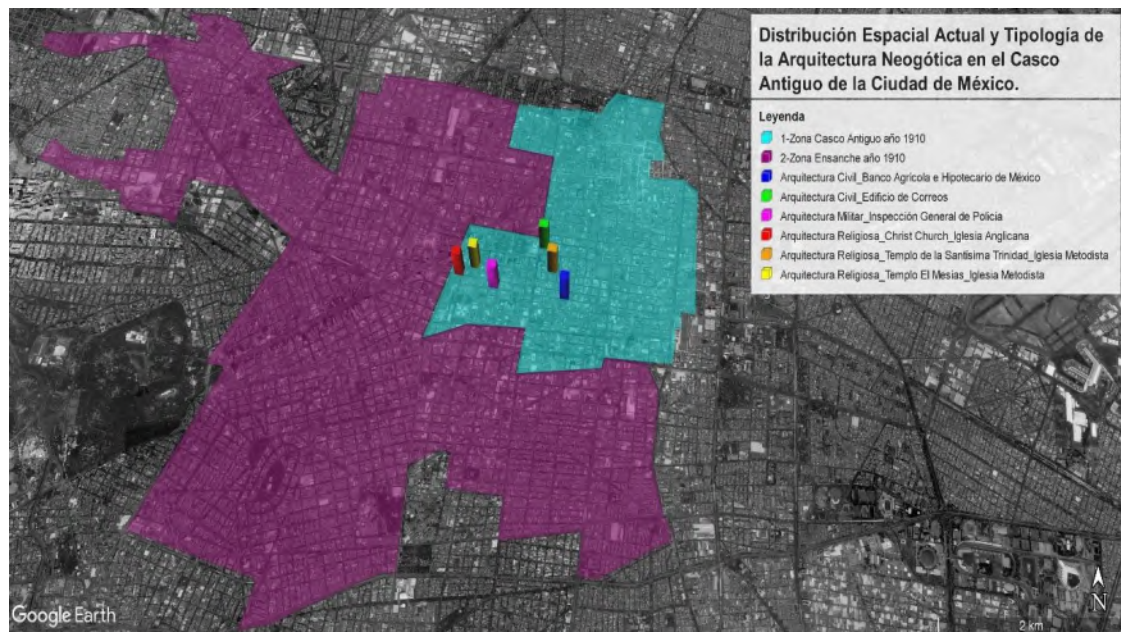 Distribución Espacial Actual y Tipología de
la Arquitectura Neogótica en el Casco
Antiguo de la Ciudad de México.
Leyenda
1-Zona Casco Antiguo año 1910
2-Zona Ensanche año 1910
Arquitectura Civil_Banco Agrícola e Hipotecario de México
Arquitectura Civil_Edificio de Correos
Arquitectura Militar_Inspección General de Policia
Arquitectura Religiosa_Christ Church_Iglesia Anglicana
Arquitectura Religiosa_Templo de la Santísima Trinidad_Iglesia Metodista
Arquitectura Religiosa_Templo El Mesias_Iglesia Metodista
Google Earth
N
2 km